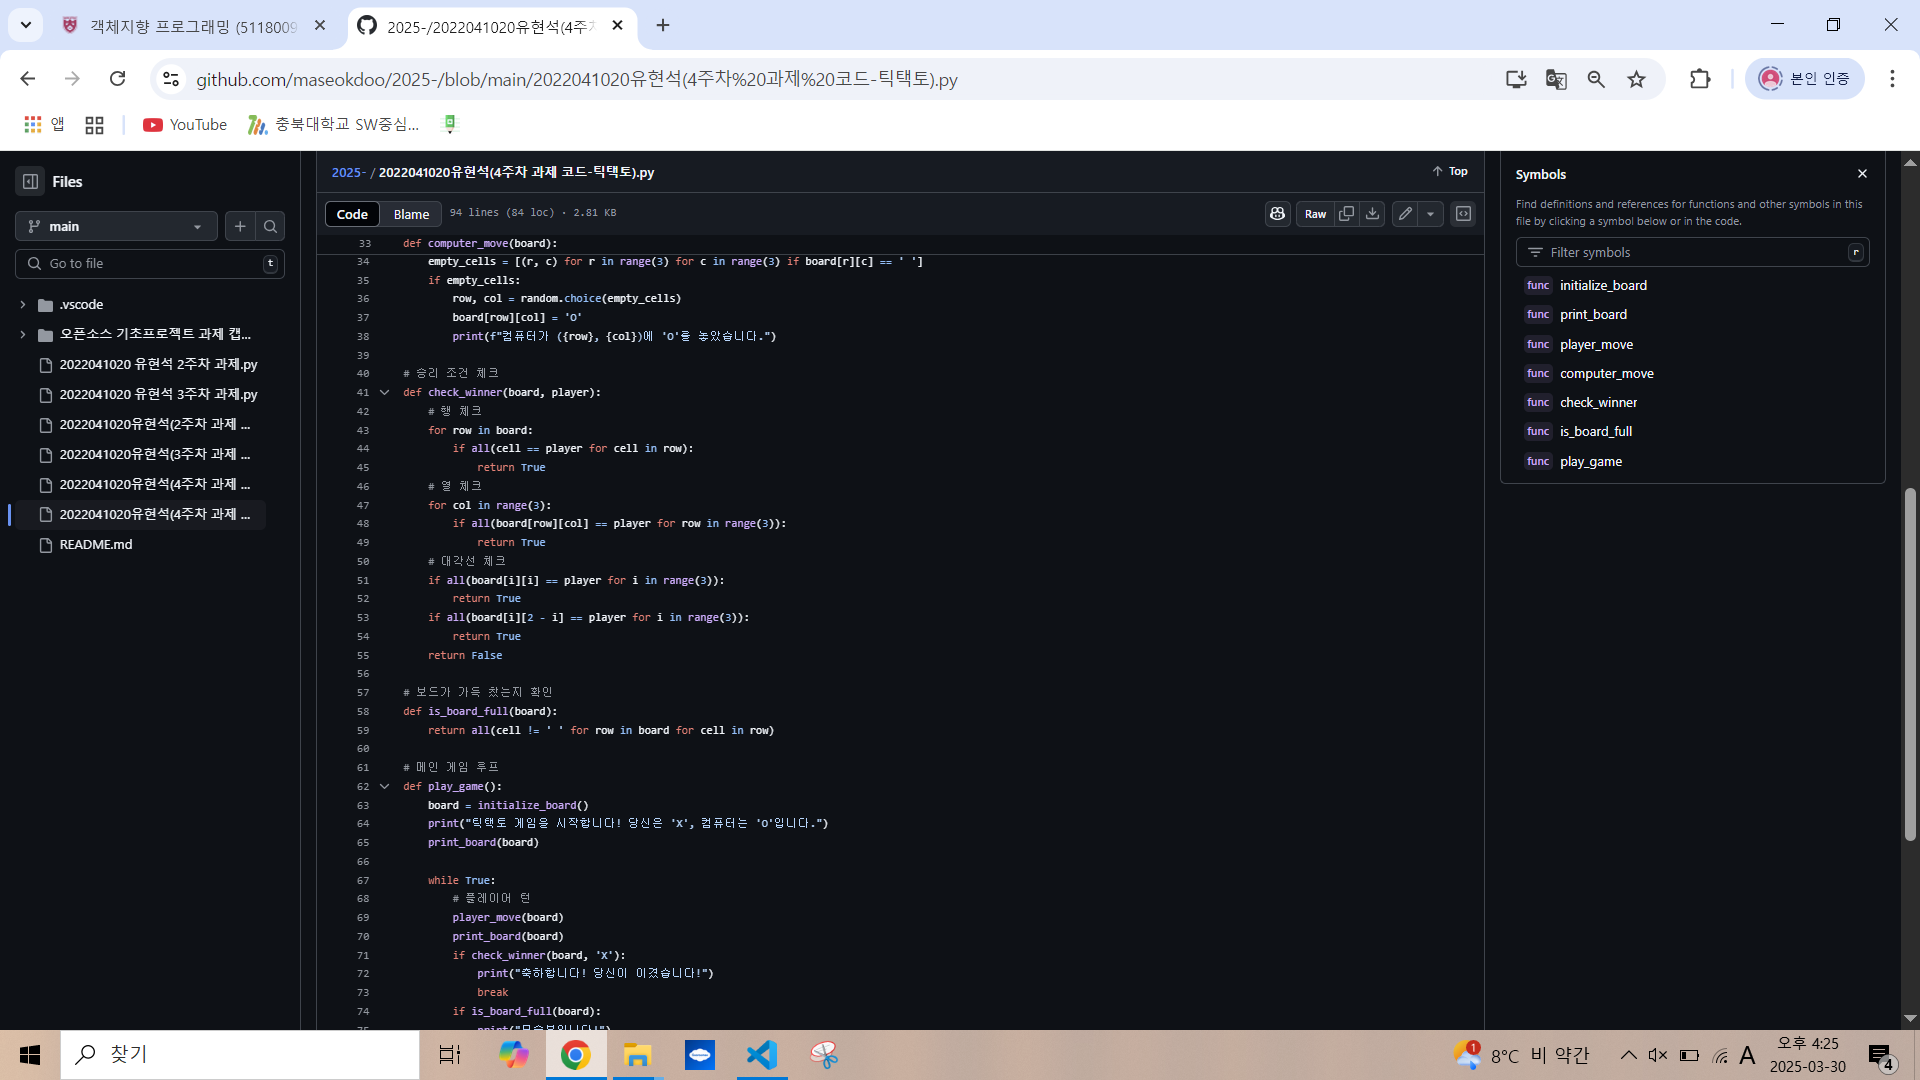 객체지향 프로그래밍 (5118009
2025-/2022041020유현석(4주차
github.com/maseokdoo/2025-/blob/main/2022041020유현석(4주차%20과제%20코드-틱택토).py
본인 인증
앱
YouTube
충북대학교 SW중심...
Files
main
Go to file
t
.vscode
오픈소스 기초프로젝트 과제 캡...
2022041020 유현석 2주차 과제.py
2022041020 유현석 3주차 과제.py
2022041020유현석(2주차 과제 ...
2022041020유현석(3주차 과제 ...
2022041020유현석(4주차 과제 ...
2022041020유현석(4주차 과제 ...
README.md
2025- / 2022041020유현석(4주차 과제 코드-틱택토).py
Top
Code Blame 94 lines (84 loc) · 2.81 KB
Raw
33 def computer_move(board):
34 empty_cells = [(r, c) for r in range(3) for c in range(3) if board[r][c] == ' ']
35 if empty_cells:
36 row, col = random.choice(empty_cells)
37 board[row][col] = 'O'
38 print(f"컴퓨터가 ({row}, {col})에 'O'을 놓았습니다.")
39
40 # 승리 조건 체크
41 def check_winner(board, player):
42 # 행 체크
43 for row in board:
44 if all(cell == player for cell in row):
45 return True
46 # 열 체크
47 for col in range(3):
48 if all(board[row][col] == player for row in range(3)):
49 return True
50 # 대각선 체크
51 if all(board[i][i] == player for i in range(3)):
52 return True
53 if all(board[i][2 - i] == player for i in range(3)):
54 return True
55 return False
56
57 # 보드가 가득 찼는지 확인
58 def is_board_full(board):
59 return all(cell != ' ' for row in board for cell in row)
60
61 # 메인 게임 루프
62 def play_game():
63 board = initialize_board()
64 print("틱택토 게임을 시작합니다! 당신은 'X', 컴퓨터는 'O'입니다.")
65 print_board(board)
66
67 while True:
68 # 플레이어 턴
69 player_move(board)
70 print_board(board)
71 if check_winner(board, 'X'):
72 print("축하합니다! 당신이 이겼습니다!")
73 break
74 if is_board_full(board):
Symbols
Find definitions and references for functions and other symbols in this
file by clicking a symbol below or in the code.
Filter symbols
r
func initialize_board
func print_board
func player_move
func computer_move
func check_winner
func is_board_full
func play_game
찾기
1
8°C 비 약간
A
오후 4:25
2025-03-30
4